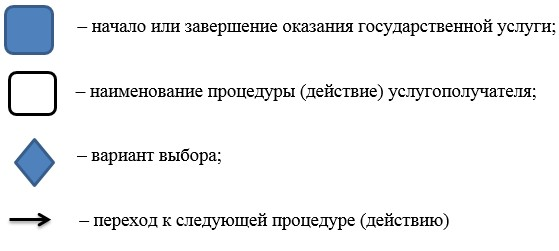 – начало или завершение оказания государственной услуги;
– наименование процедуры (действие) услугополучателя;
– вариант выбора;
– переход к следующей процедуре (действию)